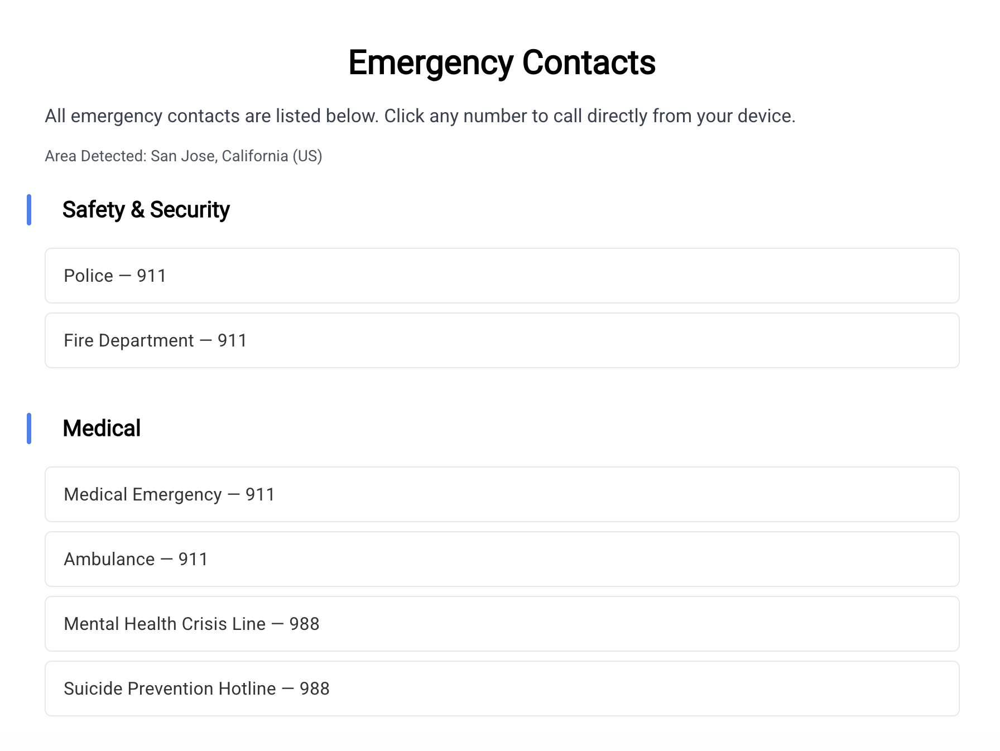 Emergency Contacts
All emergency contacts are listed below. Click any number to call directly from your device.
Area Detected: San Jose, California (US)
Safety & Security
Police — 911
Fire Department — 911
Medical
Medical Emergency — 911
Ambulance — 911
Mental Health Crisis Line — 988
Suicide Prevention Hotline — 988